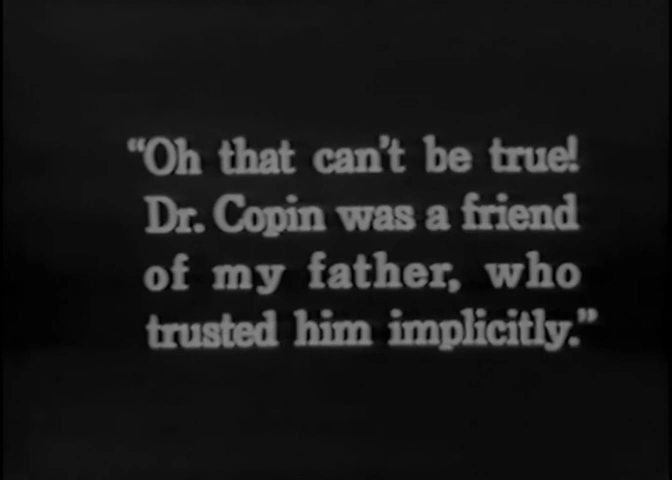 “Oh that can't be true!
Dr. Copin was a friend
of my father, who
trusted him implicitly.”